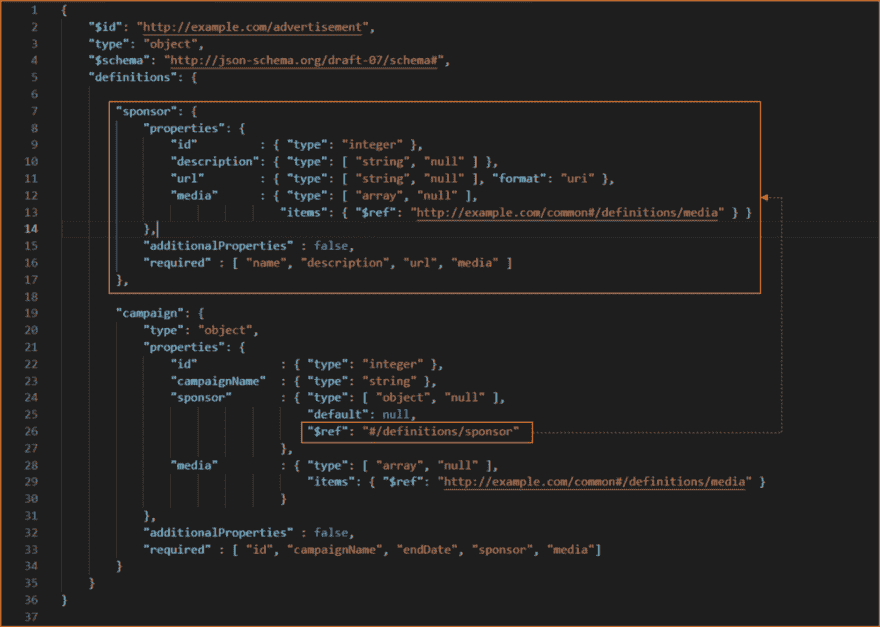 1 {
2 "$id": "http://example.com/advertisement",
3 "type": "object",
4 "$schema": "http://json-schema.org/draft-07/schema#",
5 "definitions": {
6
7 "sponsor": {
8 "properties": {
9 "id" : { "type": "integer" },
10 "description": { "type": [ "string", "null" ] },
11 "url" : { "type": [ "string", "null" ], "format": "uri" },
12 "media" : { "type": [ "array", "null" ],
13 "items": { "$ref": "http://example.com/common#/definitions/media" } }
14 },
15 "additionalProperties" : false,
16 "required" : [ "name", "description", "url", "media" ]
17 },
18
19 "campaign": {
20 "type": "object",
21 "properties": {
22 "id" : { "type": "integer" },
23 "campaignName" : { "type": "string" },
24 "sponsor" : { "type": [ "object", "null" ],
25 "default": null,
26 "$ref": "#/definitions/sponsor"
27 },
28 "media" : { "type": [ "array", "null" ],
29 "items": { "$ref": "http://example.com/common#/definitions/media" }
30 }
31 },
32 "additionalProperties" : false,
33 "required" : [ "id", "campaignName", "endDate", "sponsor", "media"]
34 }
35 }
36 }
37